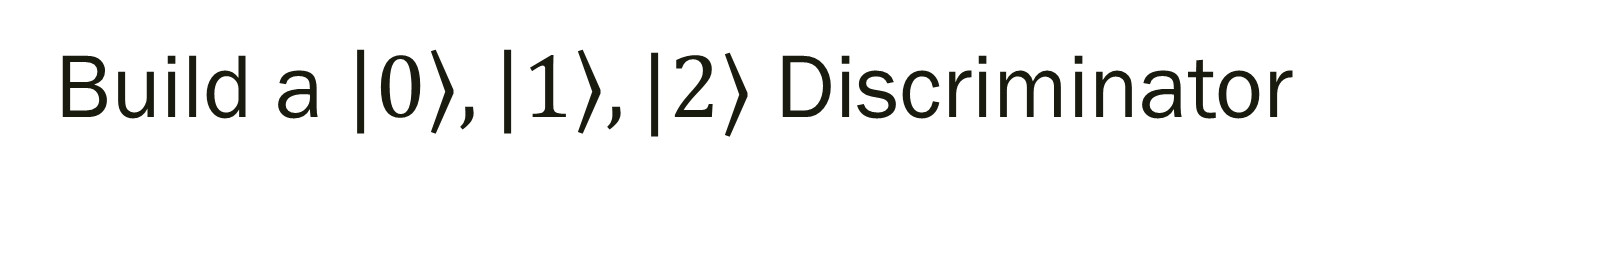 Build a |0⟩, |1⟩, |2⟩ Discriminator